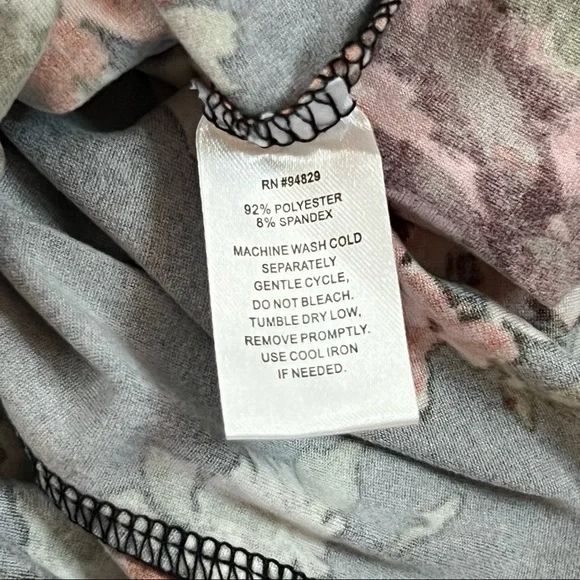 RN #94829
92% POLYESTER
8% SPANDEX
MACHINE WASH COLD
SEPARATELY
GENTLE CYCLE,
DO NOT BLEACH.
TUMBLE DRY LOW,
REMOVE PROMPTLY.
USE COOL IRON
IF NEEDED.